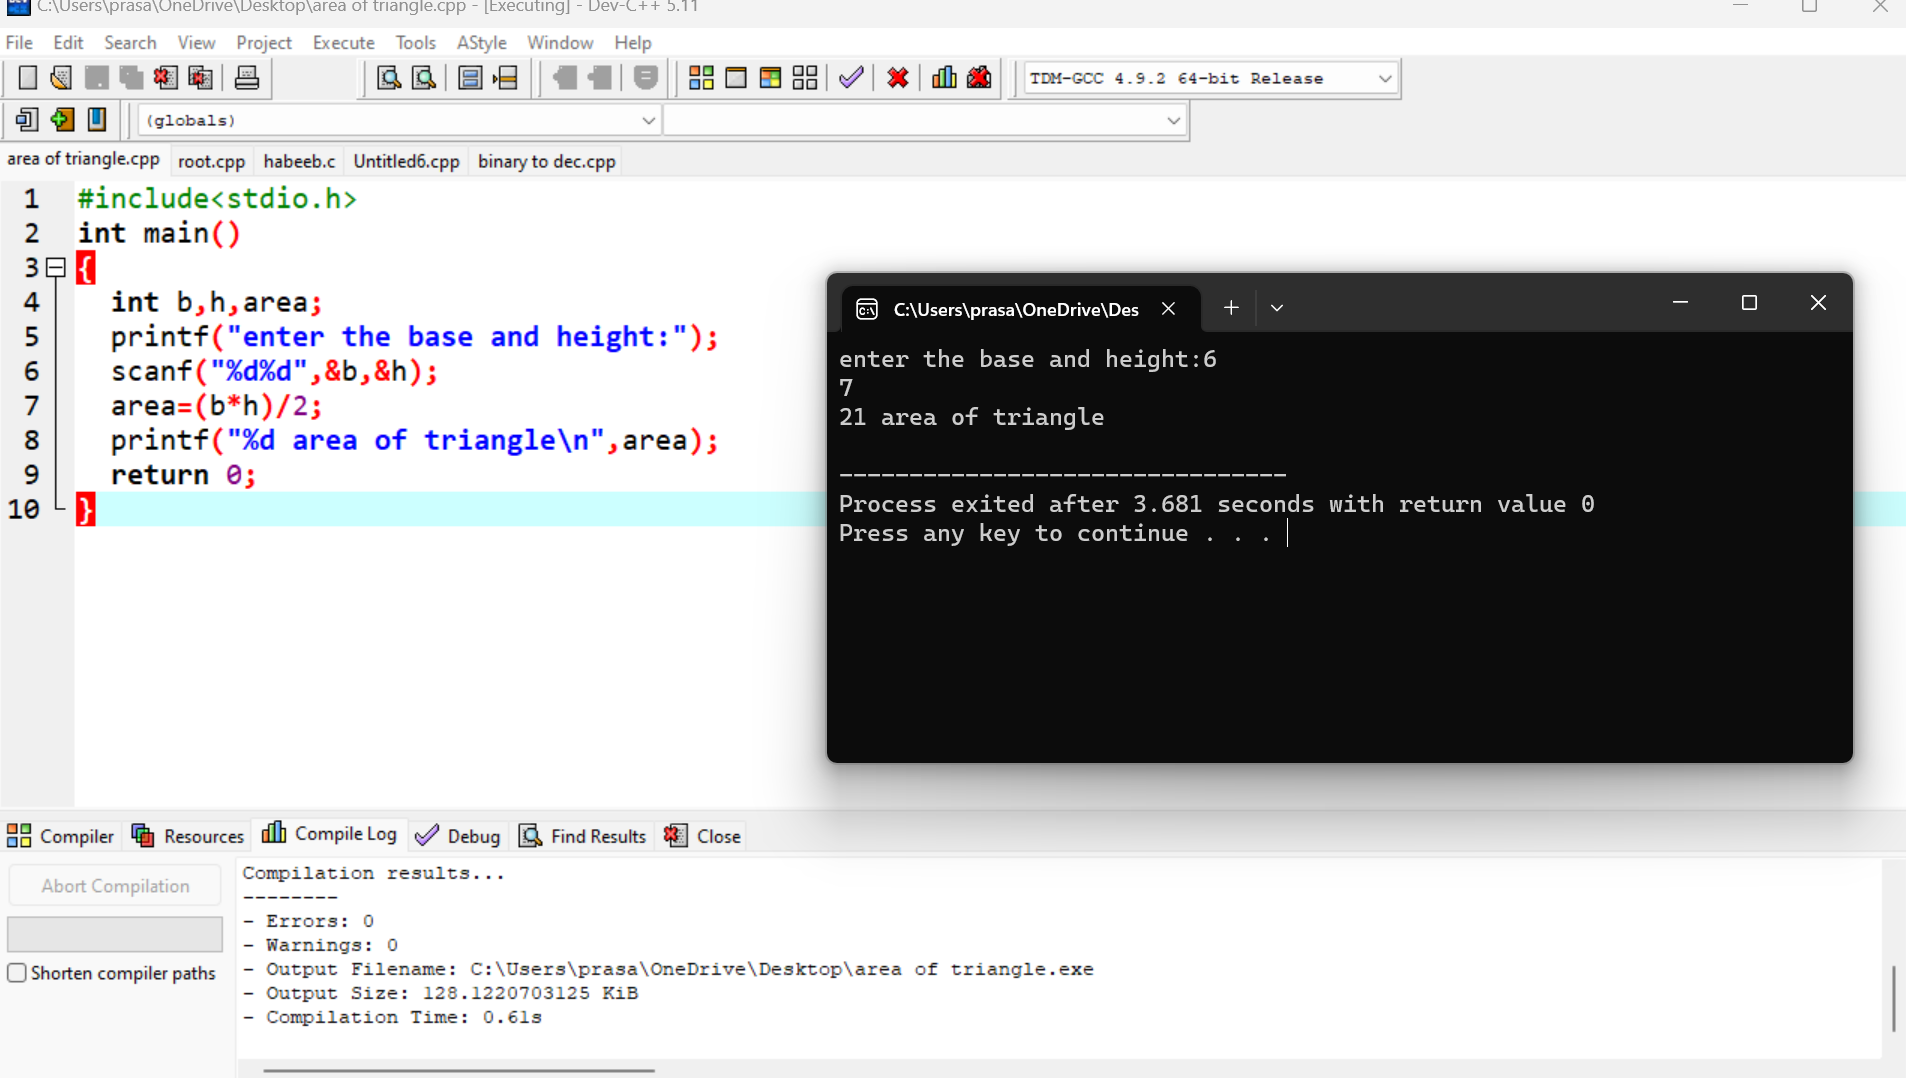 C:\Users\prasa\OneDrive\Desktop\area of triangle.cpp - [Executing] - Dev-C++ 5.11
File Edit Search View Project Execute Tools AStyle Window Help
TDM-GCC 4.9.2 64-bit Release
(globals)
area of triangle.cpp root.cpp habeeb.c Untitled6.cpp binary to dec.cpp
1 #include<stdio.h>
2 int main()
3 {
4 int b,h,area;
5 printf("enter the base and height:");
6 scanf("%d%d",&b,&h);
7 area=(b*h)/2;
8 printf("%d area of triangle\n",area);
9 return 0;
10 }
C:\Users\prasa\OneDrive\Des
enter the base and height:6
7
21 area of triangle
--------------------------------
Process exited after 3.681 seconds with return value 0
Press any key to continue . . .
Compiler Resources Compile Log Debug Find Results Close
Abort Compilation
Shorten compiler paths
Compilation results...
--------
- Errors: 0
- Warnings: 0
- Output Filename: C:\Users\prasa\OneDrive\Desktop\area of triangle.exe
- Output Size: 128.1220703125 KiB
- Compilation Time: 0.61s